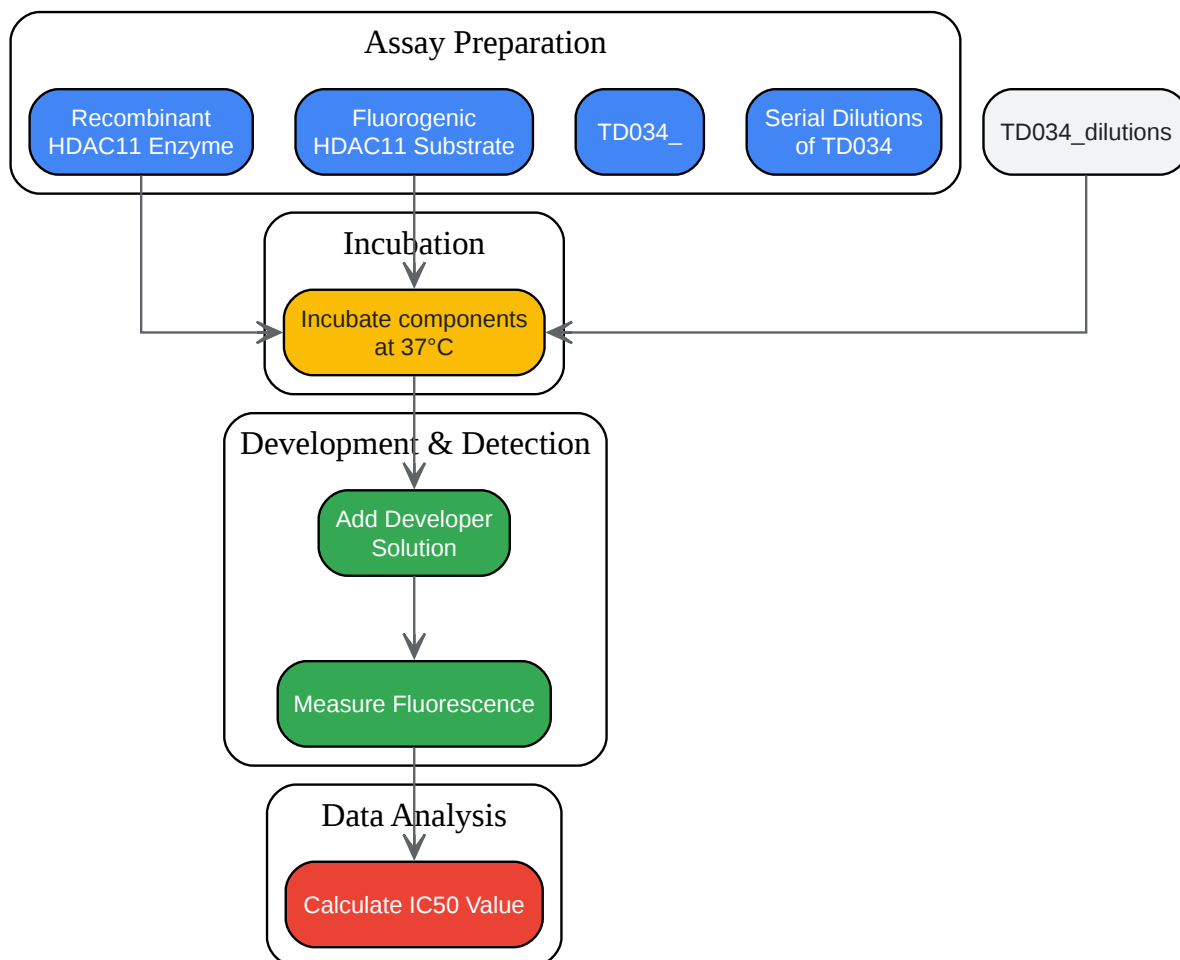 Assay Preparation
Recombinant
HDAC11 Enzyme
Fluorogenic
HDAC11 Substrate
TD034_
Serial Dilutions
of TD034
TD034_dilutions
Incubation
Incubate components
at 37°C
Development & Detection
Add Developer
Solution
Measure Fluorescence
Data Analysis
Calculate IC50 Value